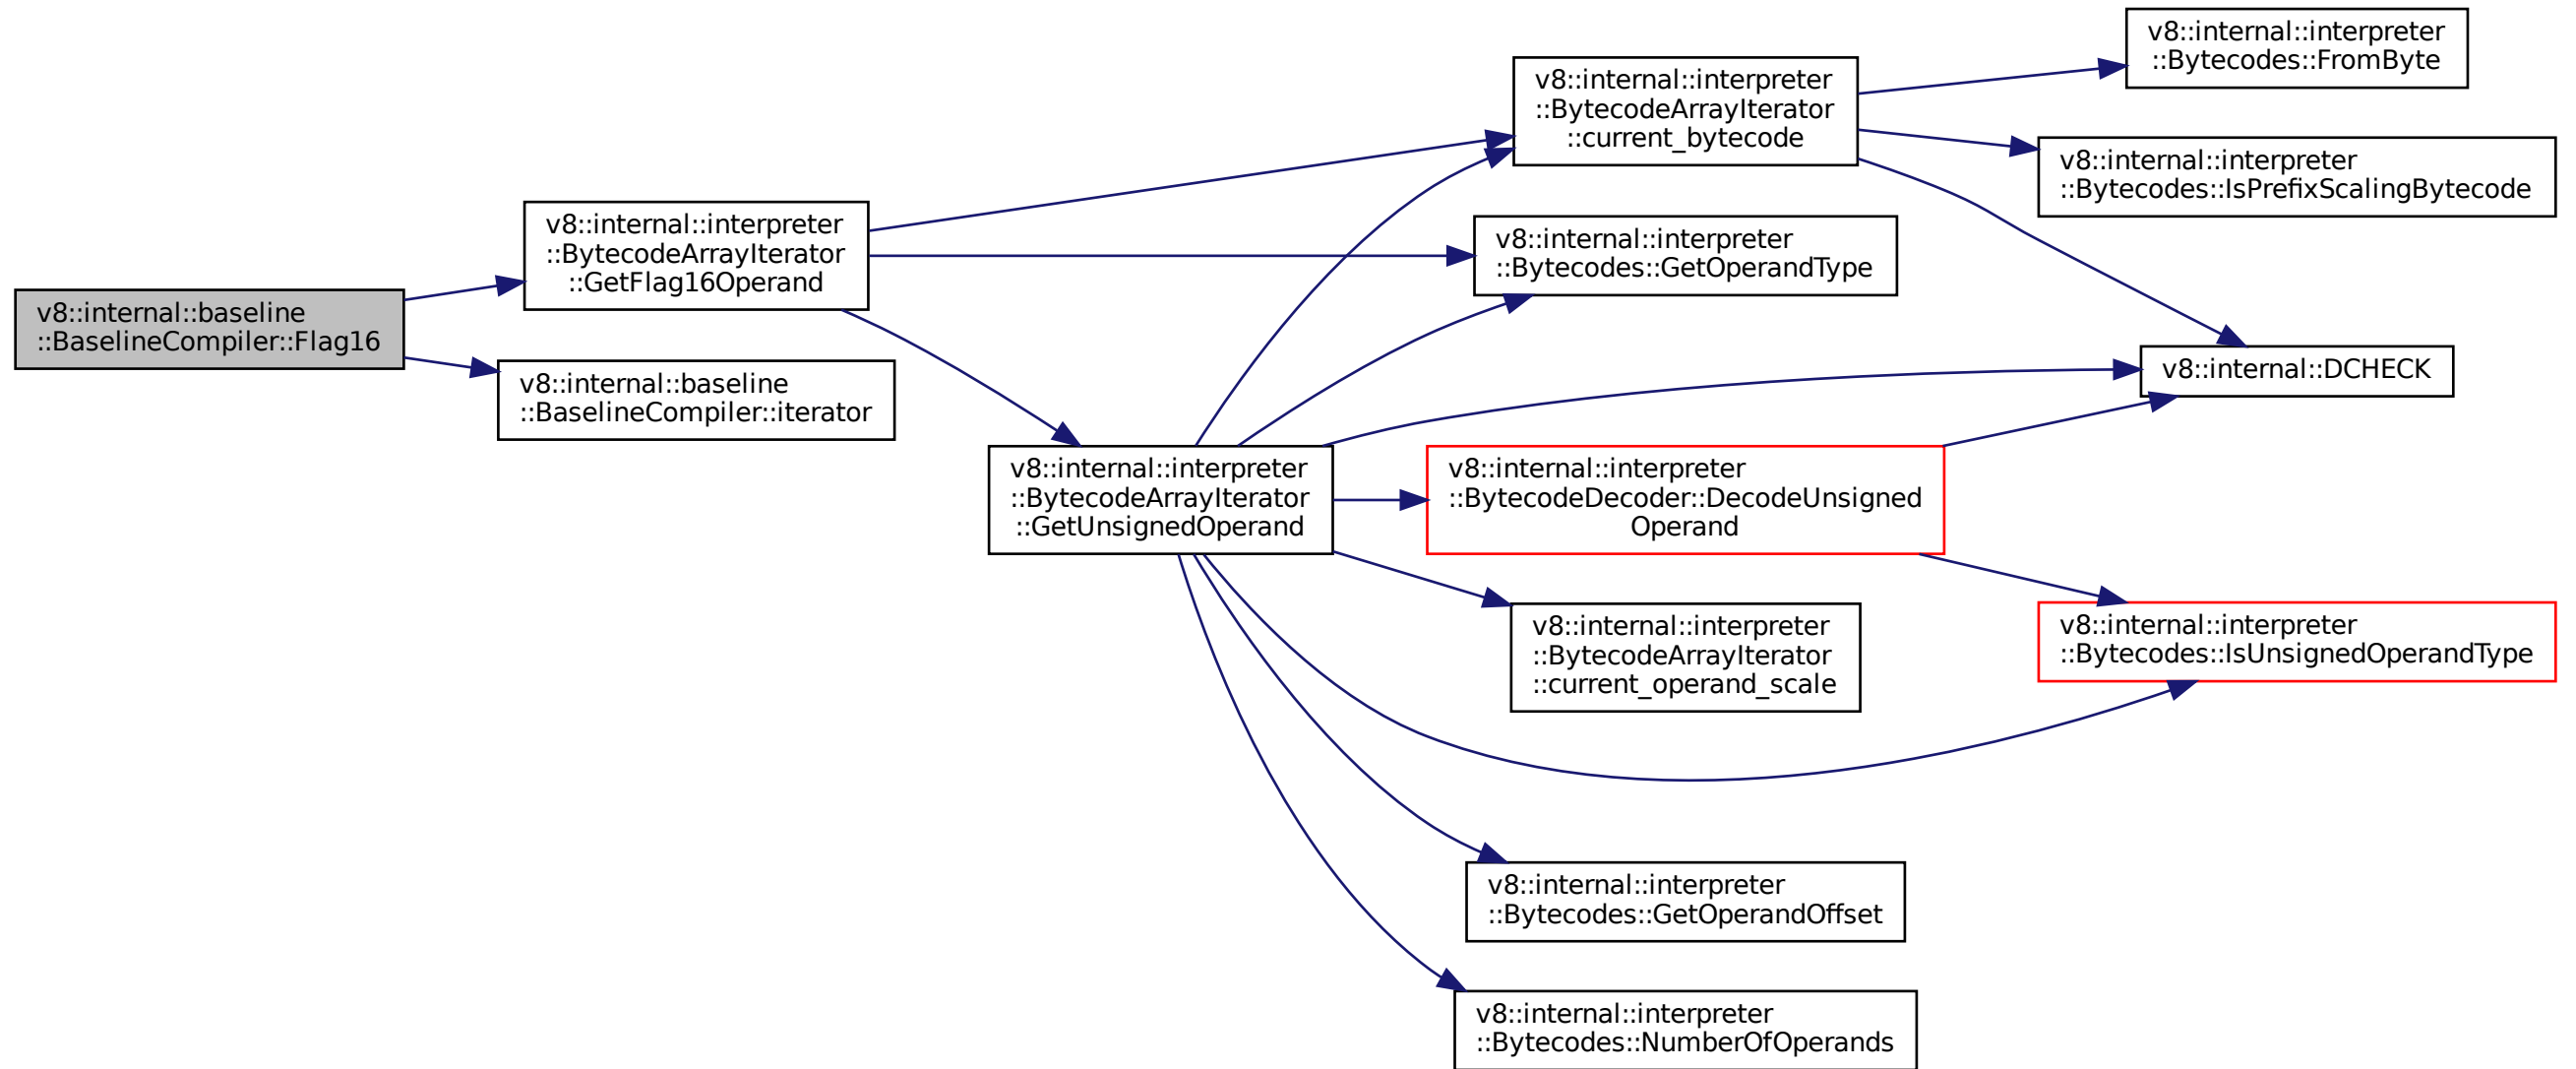 v8::internal::baseline
::BaselineCompiler::Flag16
v8::internal::interpreter
::BytecodeArrayIterator
::GetFlag16Operand
v8::internal::baseline
::BaselineCompiler::iterator
v8::internal::interpreter
::BytecodeArrayIterator
::GetUnsignedOperand
v8::internal::interpreter
::BytecodeArrayIterator
::current_bytecode
v8::internal::interpreter
::Bytecodes::GetOperandType
v8::internal::interpreter
::BytecodeDecoder::DecodeUnsigned
Operand
v8::internal::interpreter
::BytecodeArrayIterator
::current_operand_scale
v8::internal::interpreter
::Bytecodes::GetOperandOffset
v8::internal::interpreter
::Bytecodes::NumberOfOperands
v8::internal::interpreter
::Bytecodes::FromByte
v8::internal::interpreter
::Bytecodes::IsPrefixScalingBytecode
v8::internal::DCHECK
v8::internal::interpreter
::Bytecodes::IsUnsignedOperandType